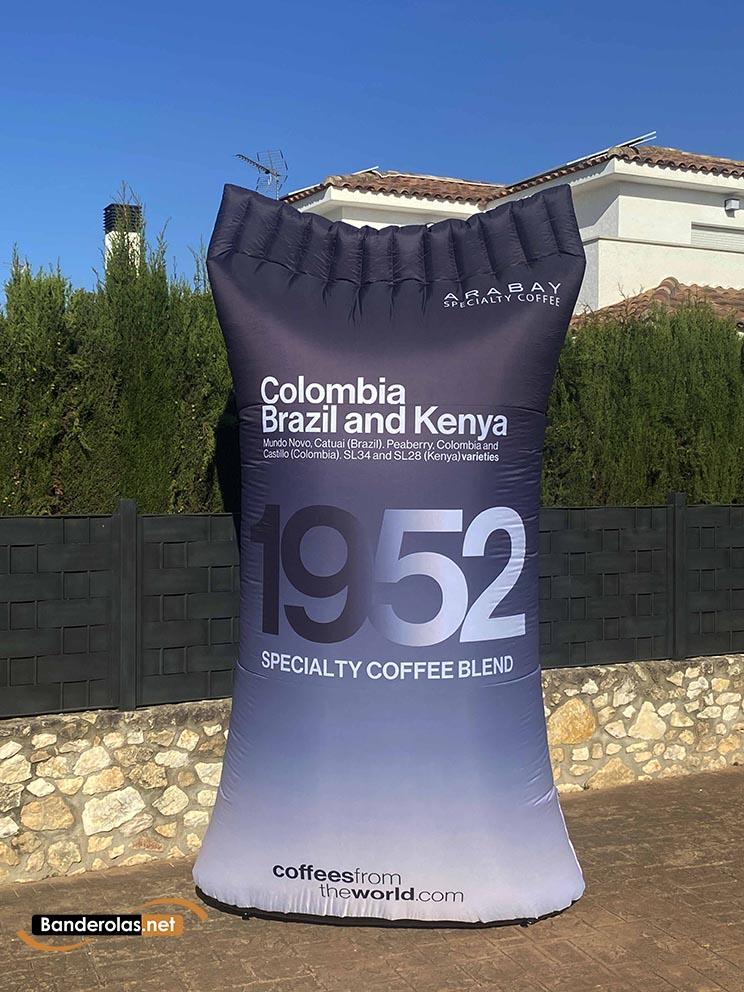 ARABAY
SPECIALTY COFFEE
Colombia
Brazil and Kenya
Mundo Novo, Catuai (Brazil). Peaberry, Colombia and
Castillo (Colombia). SL34 and SL28 (Kenya) varieties
1952
SPECIALTY COFFEE BLEND
coffeesfrom
theworld.com
Banderolas.net